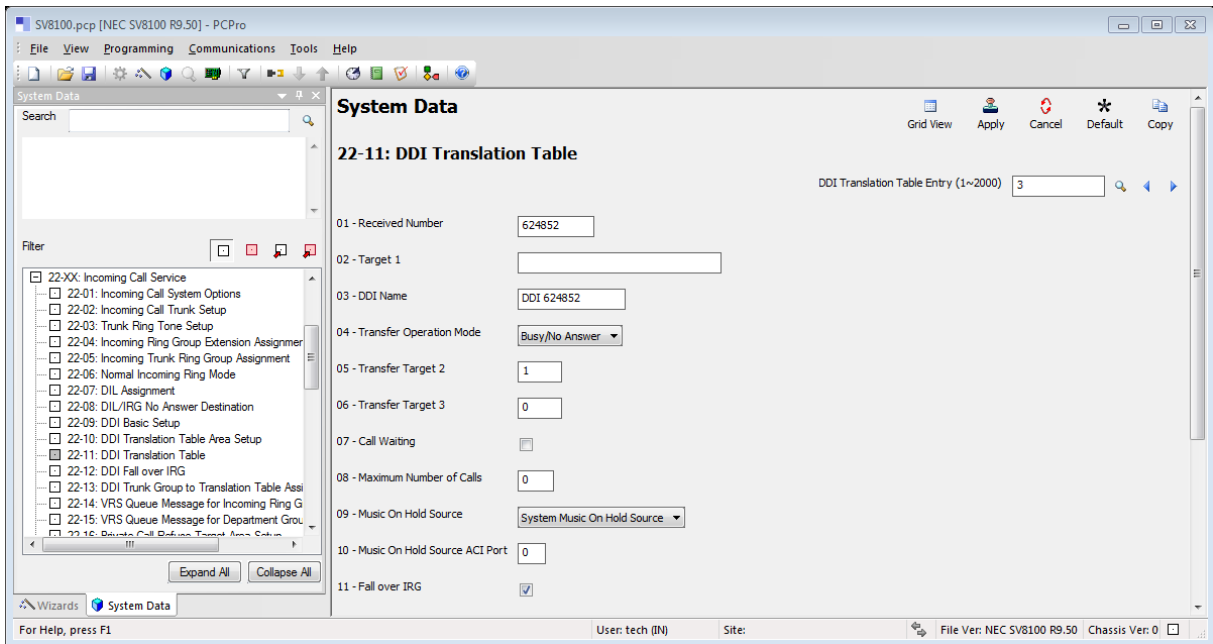 SV8100.pcp [NEC SV8100 R9.50] - PCPro
File View Programming Communications Tools Help
System Data
Search
Filter
22-XX: Incoming Call Service
22-01: Incoming Call System Options
22-02: Incoming Call Trunk Setup
22-03: Trunk Ring Tone Setup
22-04: Incoming Ring Group Extension Assignmer
22-05: Incoming Trunk Ring Group Assignment
22-06: Normal Incoming Ring Mode
22-07: DIL Assignment
22-08: DIL/IRG No Answer Destination
22-09: DDI Basic Setup
22-10: DDI Translation Table Area Setup
22-11: DDI Translation Table
22-12: DDI Fall over IRG
22-13: DDI Trunk Group to Translation Table Assi
22-14: VRS Queue Message for Incoming Ring G
22-15: VRS Queue Message for Department Grou
22-16: Private Call Refuse Target Area Setup
Expand All Collapse All
Wizards System Data
System Data
Grid View Apply Cancel Default Copy
22-11: DDI Translation Table
DDI Translation Table Entry (1~2000) 3
01 - Received Number 624852
02 - Target 1
03 - DDI Name DDI 624852
04 - Transfer Operation Mode Busy/No Answer
05 - Transfer Target 2 1
06 - Transfer Target 3 0
07 - Call Waiting
08 - Maximum Number of Calls 0
09 - Music On Hold Source System Music On Hold Source
10 - Music On Hold Source ACI Port 0
11 - Fall over IRG
For Help, press F1 User: tech (IN) Site: File Ver: NEC SV8100 R9.50 Chassis Ver: 0